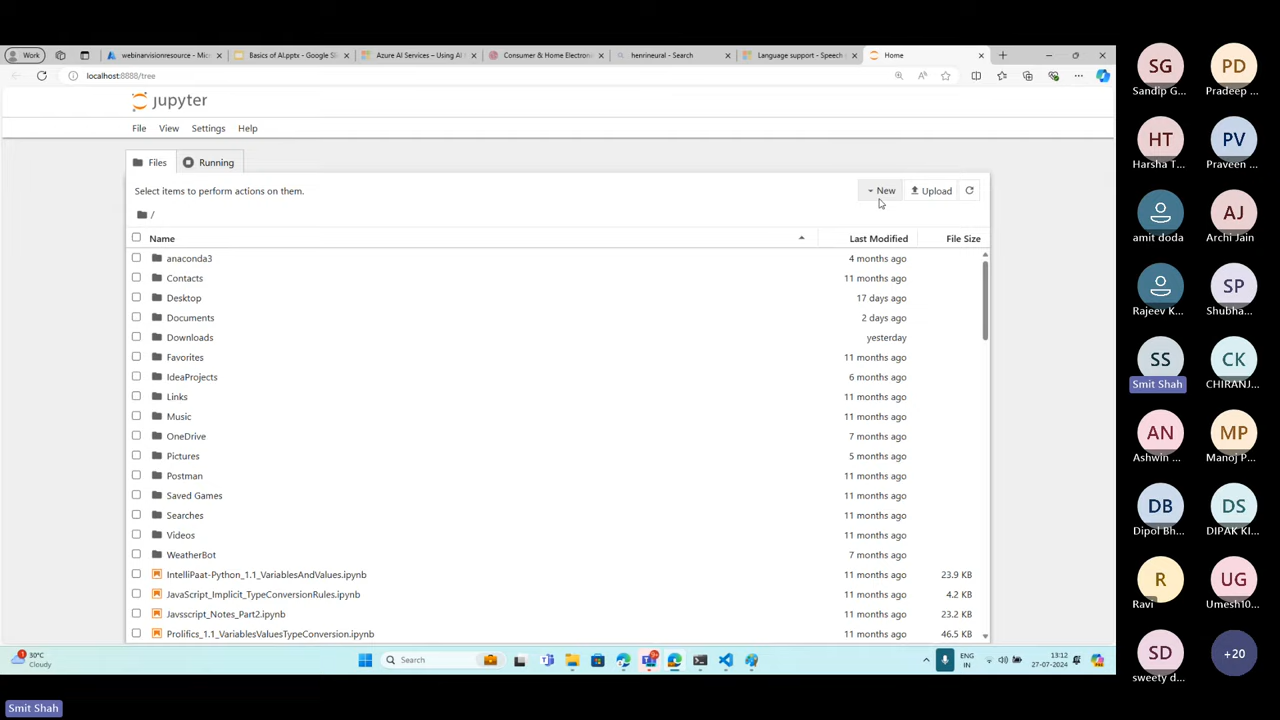 Work
webinarvisionresource - Mic
Basics of AI.pptx - Google Sli
Azure AI Services – Using AI
Consumer & Home Electroni
henrineural - Search
Language support - Speech
Home
localhost:8888/tree
jupyter
File View Settings Help
Files Running
Select items to perform actions on them.
New Upload
/
Name Last Modified File Size
anaconda3 4 months ago
Contacts 11 months ago
Desktop 17 days ago
Documents 2 days ago
Downloads yesterday
Favorites 11 months ago
IdeaProjects 6 months ago
Links 11 months ago
Music 11 months ago
OneDrive 7 months ago
Pictures 5 months ago
Postman 11 months ago
Saved Games 11 months ago
Searches 11 months ago
Videos 11 months ago
WeatherBot 7 months ago
IntelliPaat-Python_1.1_VariablesAndValues.ipynb 11 months ago 23.9 KB
JavaScript_Implicit_TypeConversionRules.ipynb 11 months ago 4.2 KB
Javsscript_Notes_Part2.ipynb 11 months ago 23.2 KB
Prolifics_1.1_VariablesValuesTypeConversion.ipynb 11 months ago 46.5 KB
1
30°C
Cloudy
Search
ENG
IN
13:12
27-07-2024
SG PD
Sandip G... Pradeep ...
HT PV
Harsha T... Praveen ...
AJ
amit doda Archi Jain
SP
Rajeev K... Shubha...
SS CK
Smit Shah CHIRANJ...
AN MP
Ashwin ... Manoj P...
DB DS
Dipol Bh... DIPAK KI...
R UG
Ravi Umesh10...
SD +20
sweety d...
Smit Shah